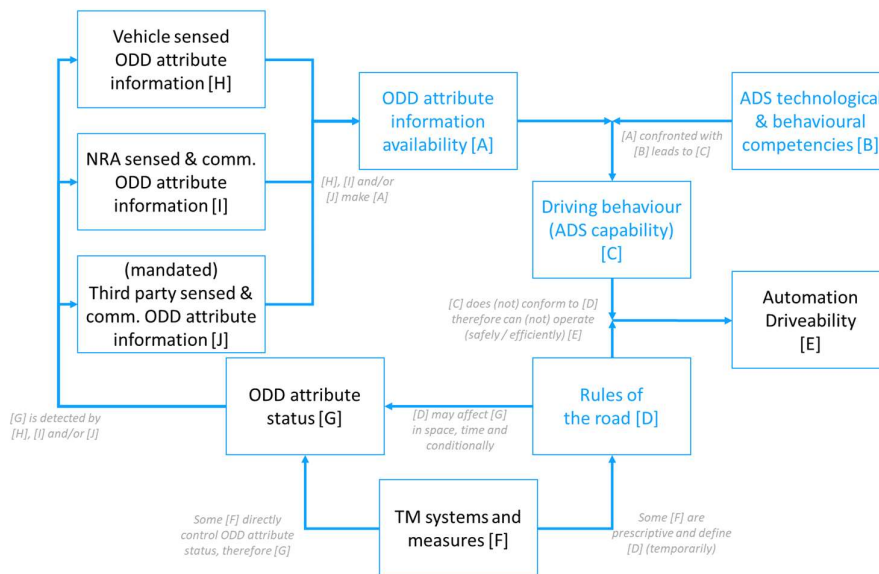 Vehicle sensed
ODD attribute
information [H]
NRA sensed & comm.
ODD attribute
information [I]
(mandated)
Third party sensed &
comm. ODD attribute
information [J]
[H], [I] and/or
[J] make [A]
ODD attribute
information
availability [A]
[A] confronted with
[B] leads to [C]
ADS technological
& behavioural
competencies [B]
Driving behaviour
(ADS capability)
[C]
[C] does (not) conform to [D]
therefore can (not) operate
(safely / efficiently) [E]
Automation
Driveability
[E]
[G] is detected by
[H], [I] and/or [J]
ODD attribute
status [G]
[D] may affect [G]
in space, time and
conditionally
Rules of
the road [D]
Some [F] directly
control ODD attribute
status, therefore [G]
TM systems and
measures [F]
Some [F] are
prescriptive and define
[D] (temporarily)